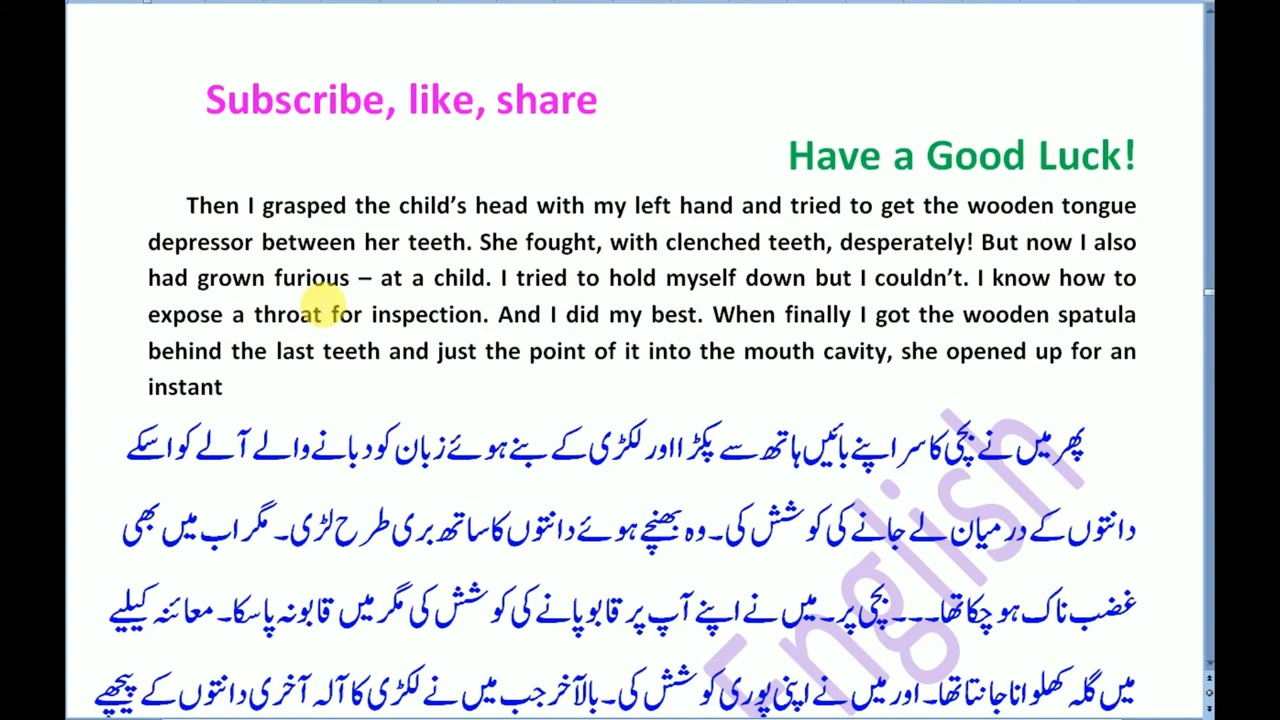 Subscribe, like, share
Have a Good Luck!
Then I grasped the child’s head with my left hand and tried to get the wooden tongue
depressor between her teeth. She fought, with clenched teeth, desperately! But now I also
had grown furious – at a child. I tried to hold myself down but I couldn’t. I know how to
expose a throat for inspection. And I did my best. When finally I got the wooden spatula
behind the last teeth and just the point of it into the mouth cavity, she opened up for an
instant
پھر میں نے بچی کا سر اپنے بائیں ہاتھ سے پکڑا اور لکڑی کے بنے ہوئے زبان کو دبانے والے آلے کو اسکے
دانتوں کے درمیان لے جانے کی کوشش کی۔ وہ بھنچے ہوئے دانتوں کا ساتھ بری طرح لڑی۔ مگر اب میں بھی
غضب ناک ہو چکا تھا۔۔۔ بچی پر۔ میں نے اپنے آپ پر قابو پانے کی کوشش کی مگر میں قابو نہ پا سکا۔ معائنہ کیلیے
میں گلہ کھلوانا جانتا تھا۔ اور میں نے اپنی پوری کوشش کی۔ بالآخر جب میں نے لکڑی کا آلہ آخری دانتوں کے پیچھے
English